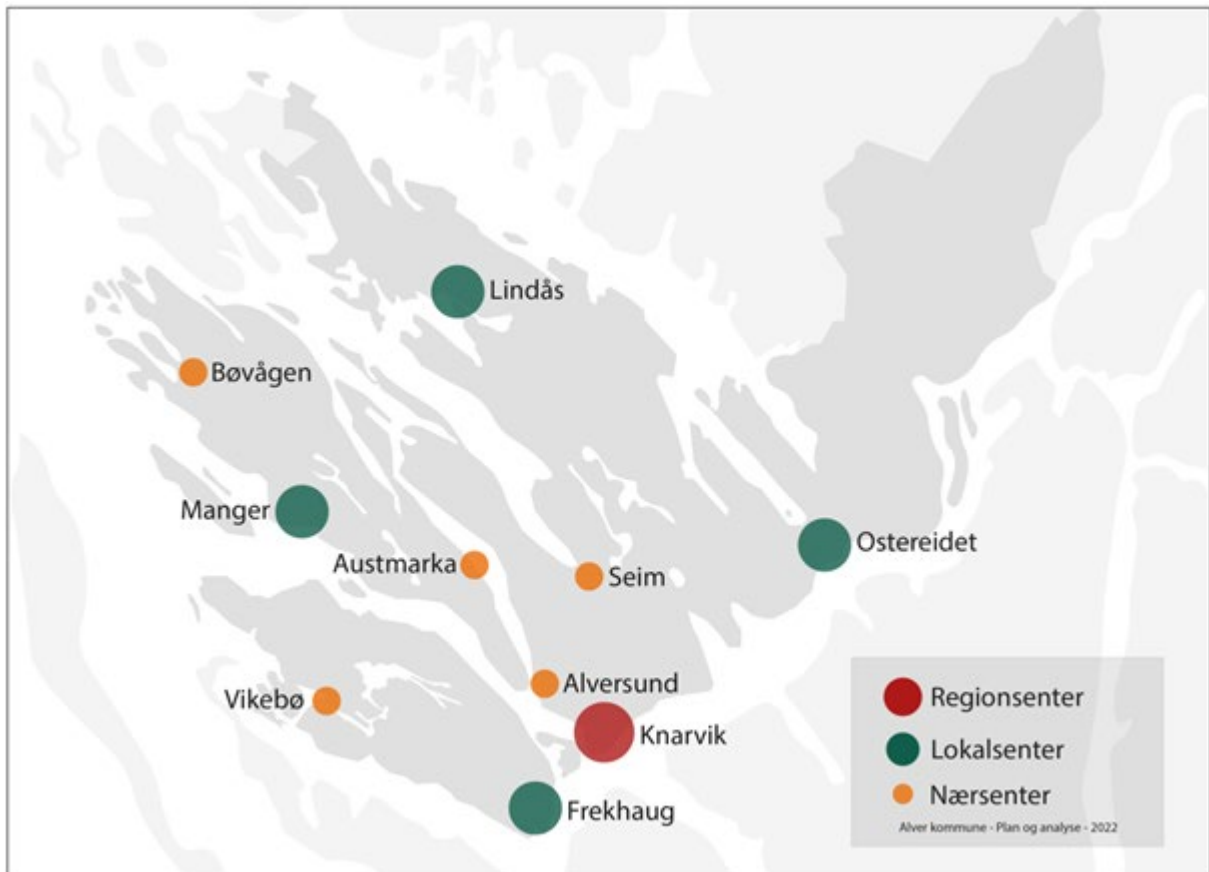 Lindås
Bøvågen
Manger
Austmarka
Seim
Ostereidet
Vikebø
Alversund
Knarvik
Frekhaug
Regionsenter
Lokalsenter
Nærsenter
Alver kommune - Plan og analyse - 2022